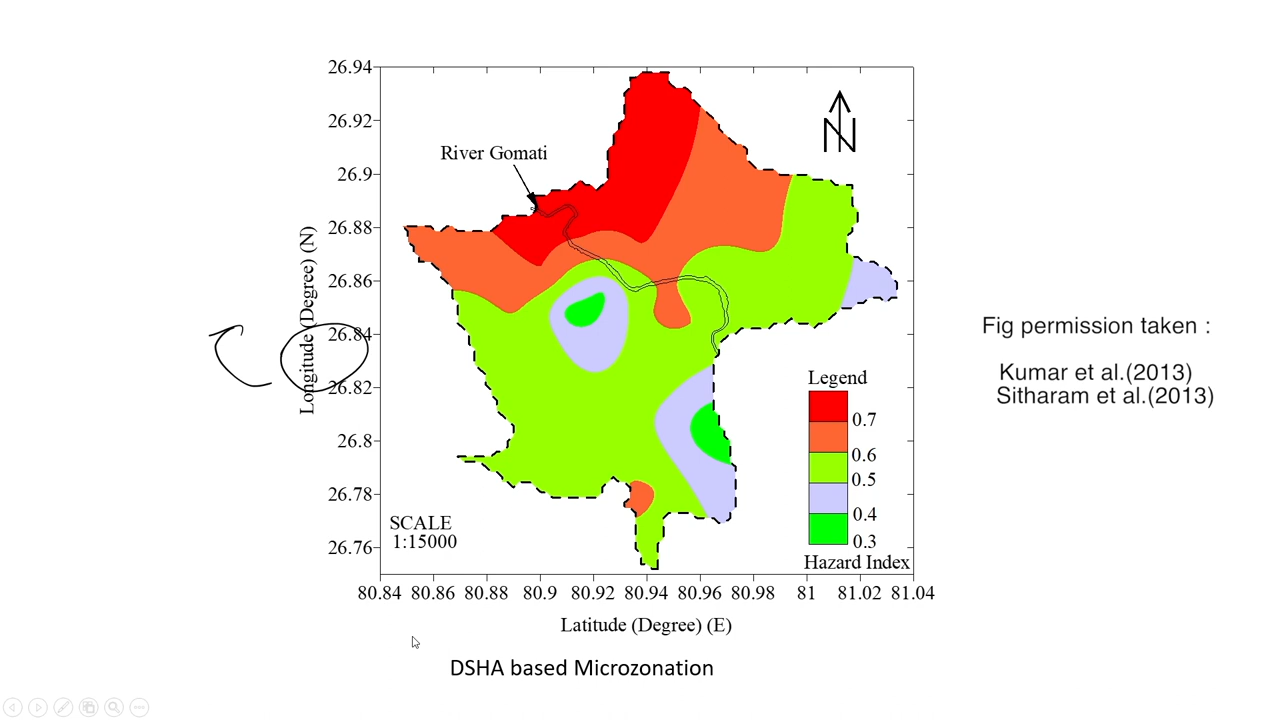 26.94
26.92
26.9
26.88
26.86
26.84
26.82
26.8
26.78
26.76
Longitude (Degree) (N)
River Gomati
N
SCALE
1:15000
Legend
0.7
0.6
0.5
0.4
0.3
Hazard Index
80.84 80.86 80.88 80.9 80.92 80.94 80.96 80.98 81 81.02 81.04
Latitude (Degree) (E)
DSHA based Microzonation
Fig permission taken :
Kumar et al.(2013)
Sitharam et al.(2013)